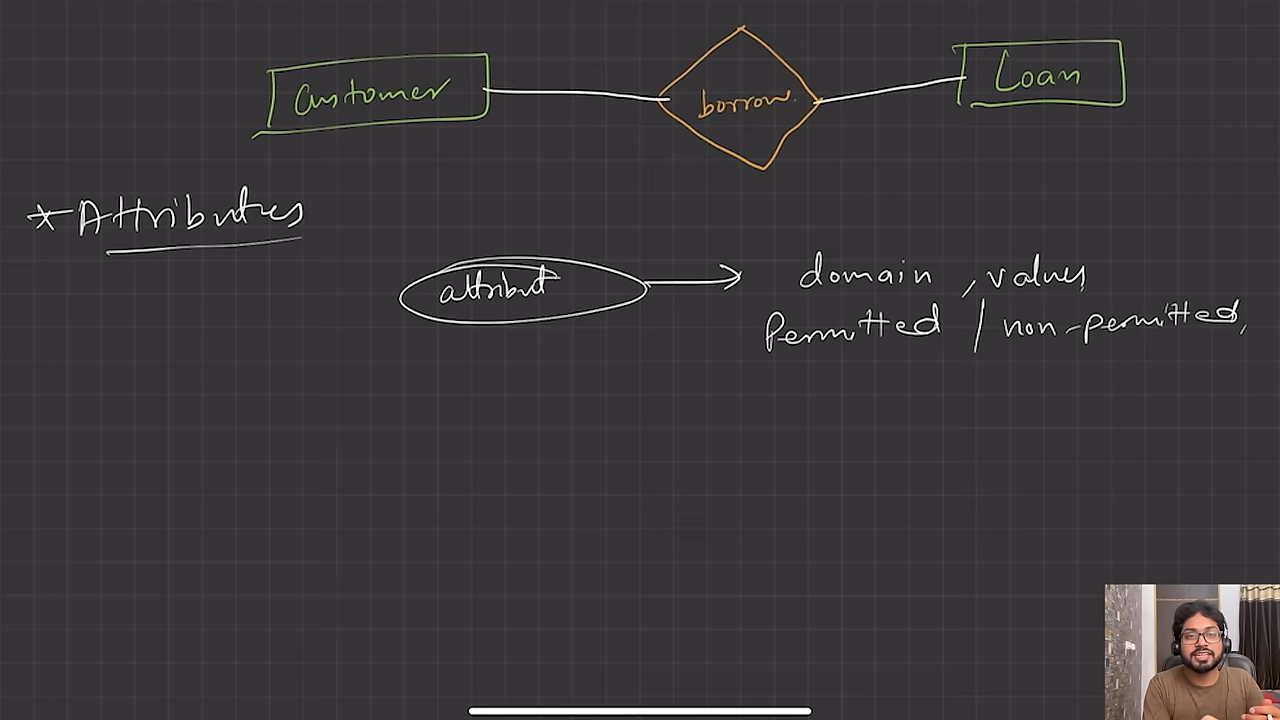 Customer borrow Loan
* Attributes
attribut domain, values
Permitted / non-permitted,